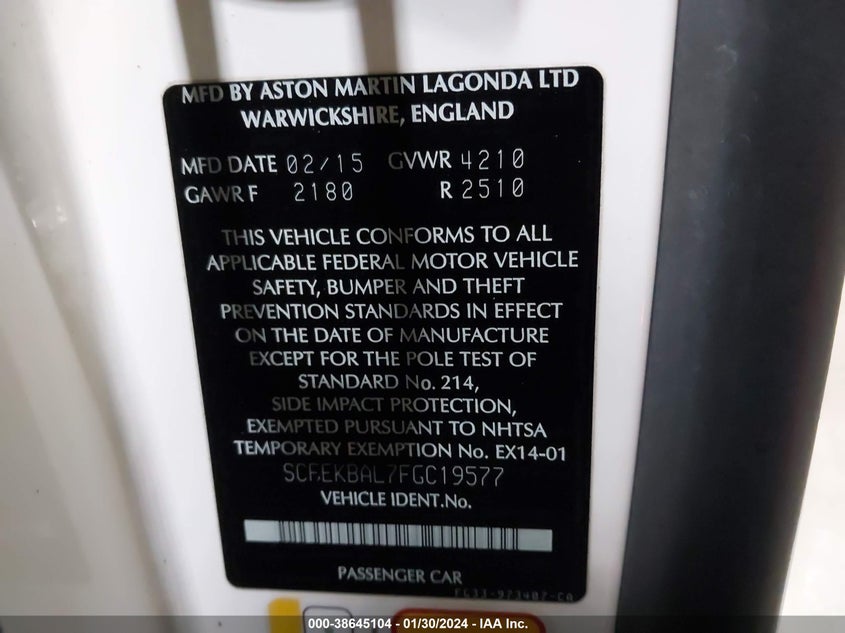 MFD BY ASTON MARTIN LAGONDA LTD
WARWICKSHIRE, ENGLAND
MFD DATE 02/15 GVWR 4210
GAWR F 2180 R 2510
THIS VEHICLE CONFORMS TO ALL
APPLICABLE FEDERAL MOTOR VEHICLE
SAFETY, BUMPER AND THEFT
PREVENTION STANDARDS IN EFFECT
ON THE DATE OF MANUFACTURE
EXCEPT FOR THE POLE TEST OF
STANDARD No. 214,
SIDE IMPACT PROTECTION,
EXEMPTED PURSUANT TO NHTSA
TEMPORARY EXEMPTION No. EX14-01
SCFEKBAL7FGC19577
VEHICLE IDENT.No.
PASSENGER CAR
000-38645104 - 01/30/2024 - IAA Inc.